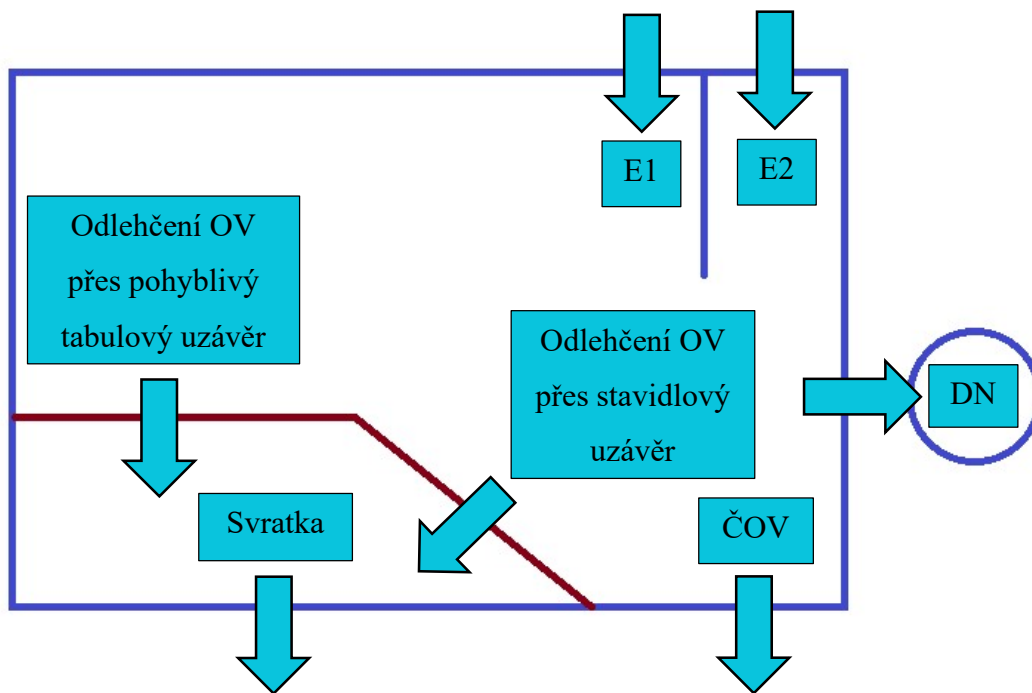 E1
E2
Odlehčení OV
přes pohyblivý
tabulový uzávěr
Odlehčení OV
přes stavidlový
uzávěr
DN
Svratka
ČOV